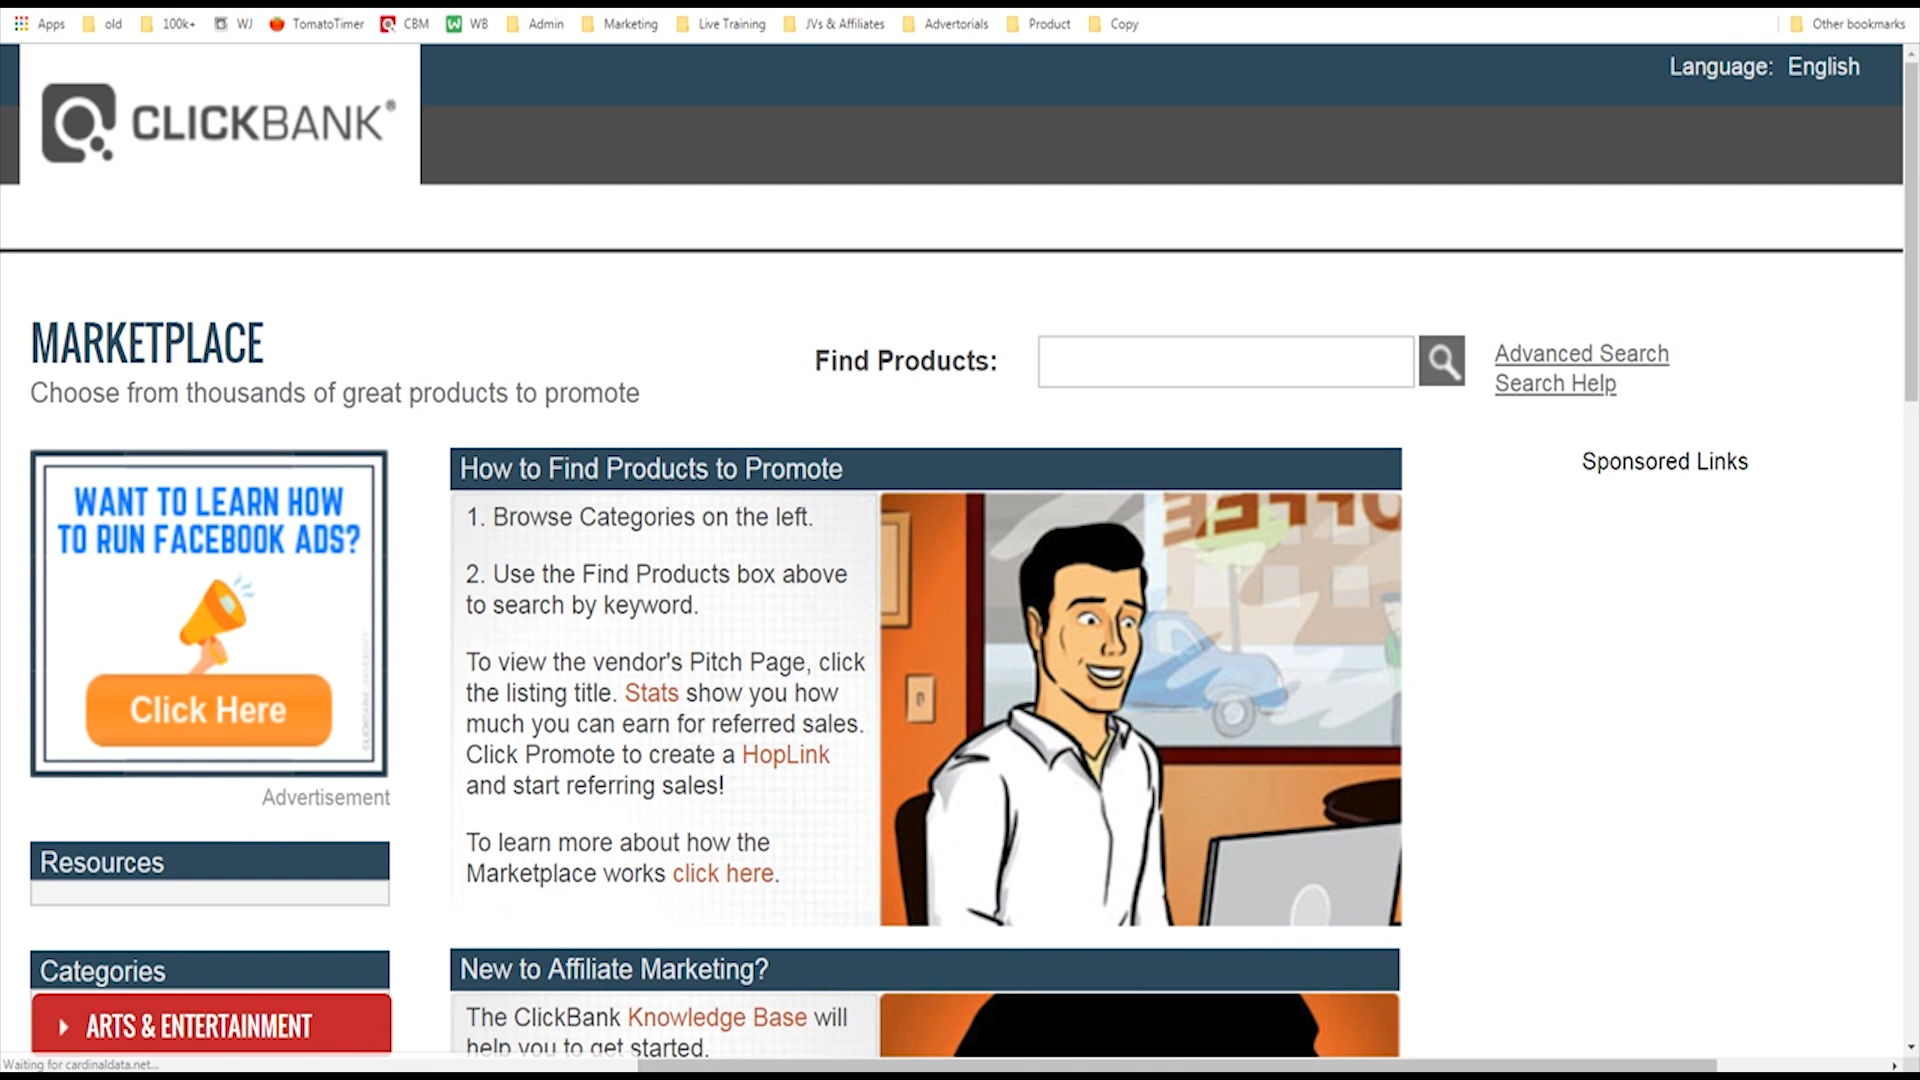 Apps old 100k+ WJ TomatoTimer CBM WB Admin Marketing Live Training JVs & Affiliates Advertorials Product Copy Other bookmarks
Language: English
CLICKBANK®
MARKETPLACE
Choose from thousands of great products to promote
Find Products:
Advanced Search
Search Help
WANT TO LEARN HOW
TO RUN FACEBOOK ADS?
Click Here
Advertisement
Resources
Categories
ARTS & ENTERTAINMENT
How to Find Products to Promote
1. Browse Categories on the left.
2. Use the Find Products box above
to search by keyword.
To view the vendor's Pitch Page, click
the listing title. Stats show you how
much you can earn for referred sales.
Click Promote to create a HopLink
and start referring sales!
To learn more about how the
Marketplace works click here.
New to Affiliate Marketing?
The ClickBank Knowledge Base will
help you to get started.
Sponsored Links
Waiting for cardinaldata.net...